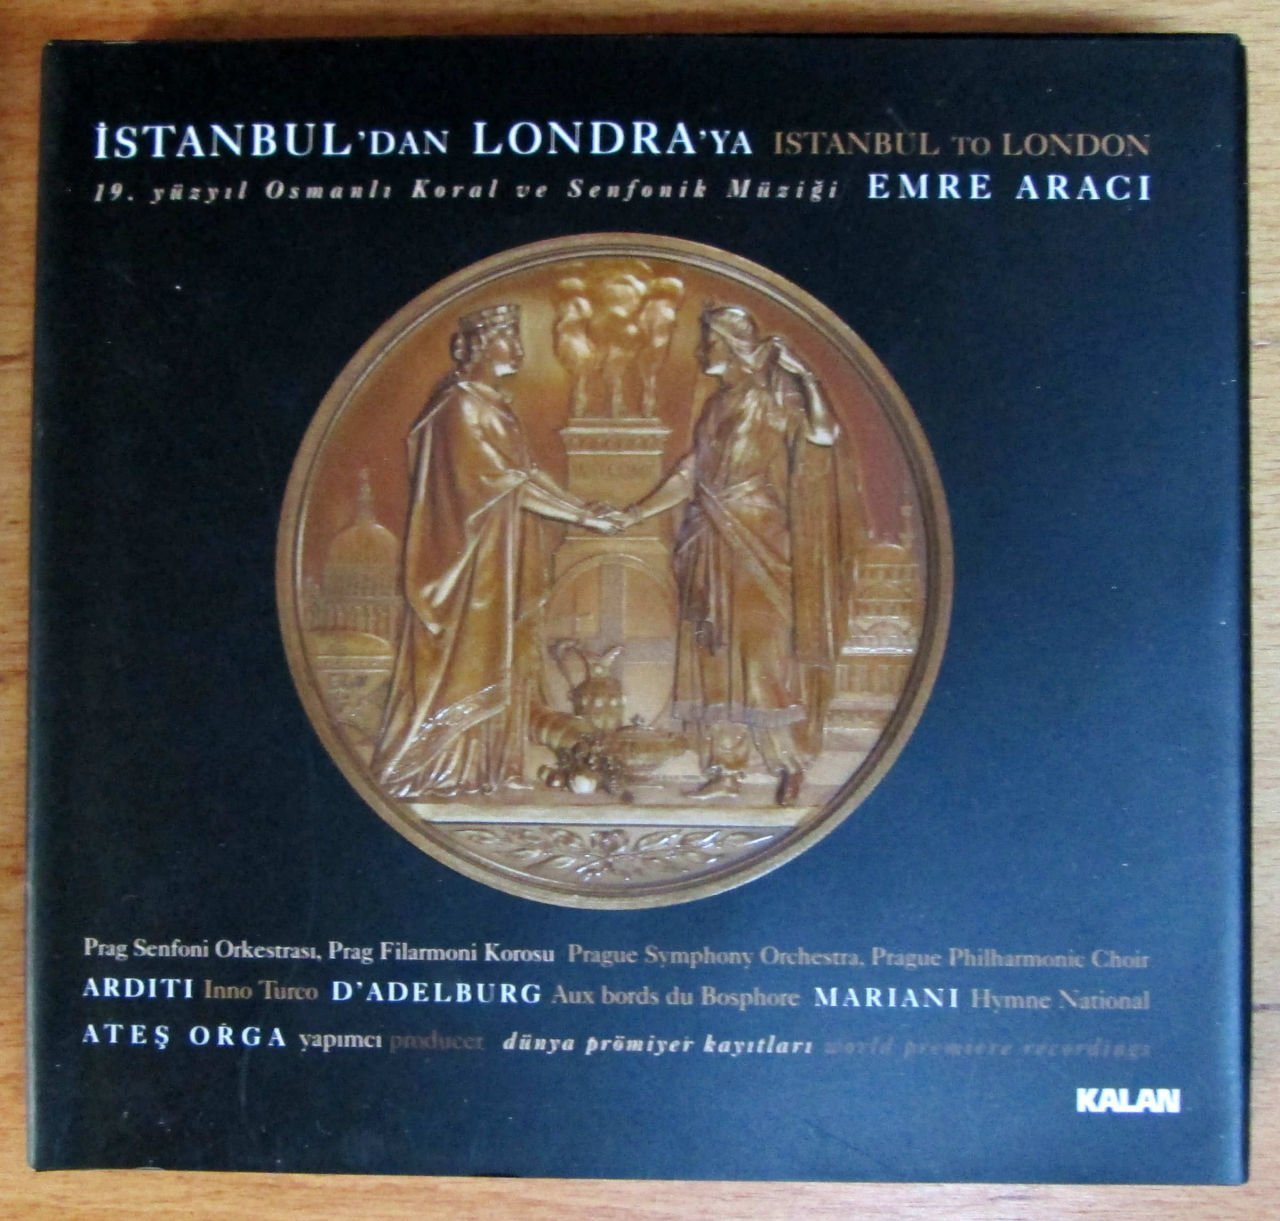 İSTANBUL'DAN LONDRA'YA ISTANBUL TO LONDON
19. yüzyıl Osmanlı Koral ve Senfonik Müziği EMRE ARACI
WELCOME
Prag Senfoni Orkestrası, Prag Filarmoni Korosu Prague Symphony Orchestra, Prague Philharmonic Choir
ARDITI Inno Turco D'ADELBURG Aux bords du Bosphore MARIANI Hymne National
ATEŞ ORGA yapımcı producer dünya prömiyer kayıtları world premiere recordings
KALAN